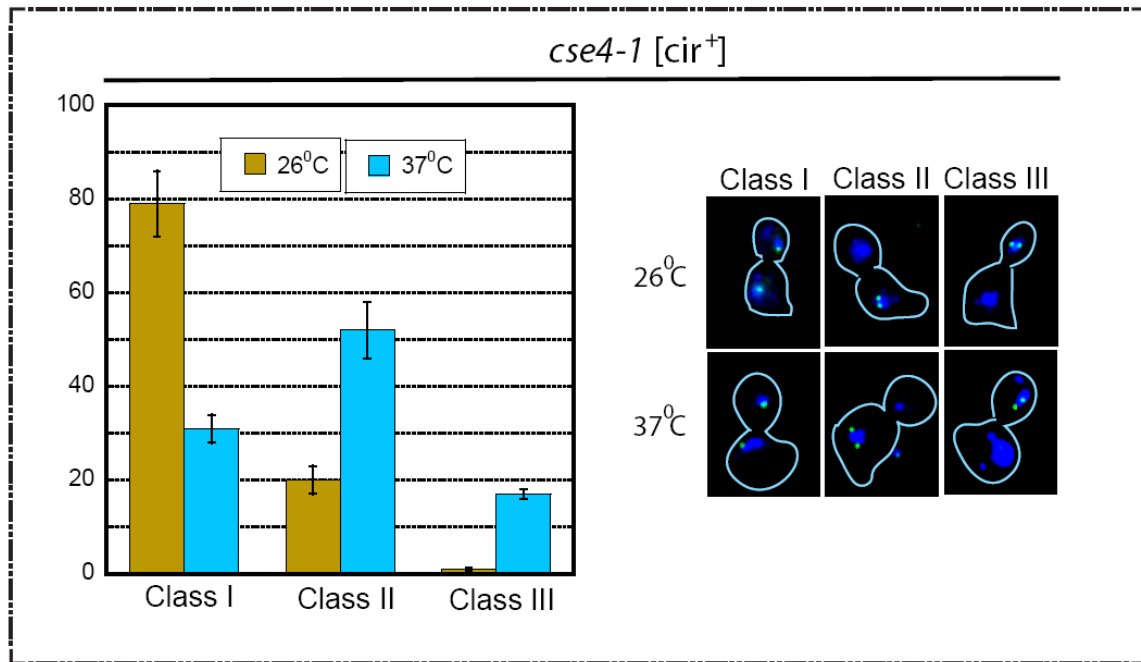 cse4-1 [cir⁺]
100
80
60
40
20
0
26⁰C
37⁰C
Class I
Class II
Class III
Class I
Class II
Class III
26⁰C
37⁰C